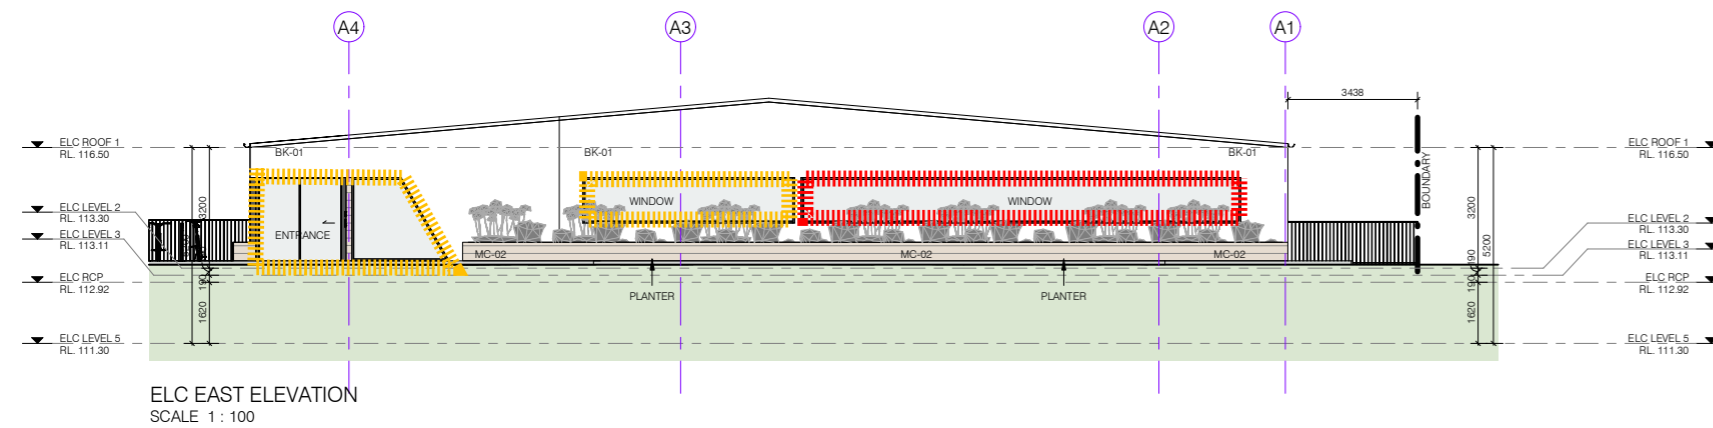 A4
A3
A2
A1
3438
ELC ROOF 1
RL. 116.50
BK-01
BK-01
BK-01
ELC ROOF 1
RL. 116.50
BOUNDARY
3200
3200
5200
ELC LEVEL 2
RL. 113.30
WINDOW
WINDOW
ELC LEVEL 2
RL. 113.30
ELC LEVEL 3
RL. 113.11
ENTRANCE
ELC LEVEL 3
RL. 113.11
MC-02
MC-02
MC-02
190
190
190
ELC RCP
RL. 112.92
ELC RCP
RL. 112.92
PLANTER
PLANTER
1620
1620
ELC LEVEL 5
RL. 111.30
ELC LEVEL 5
RL. 111.30
ELC EAST ELEVATION
SCALE 1 : 100